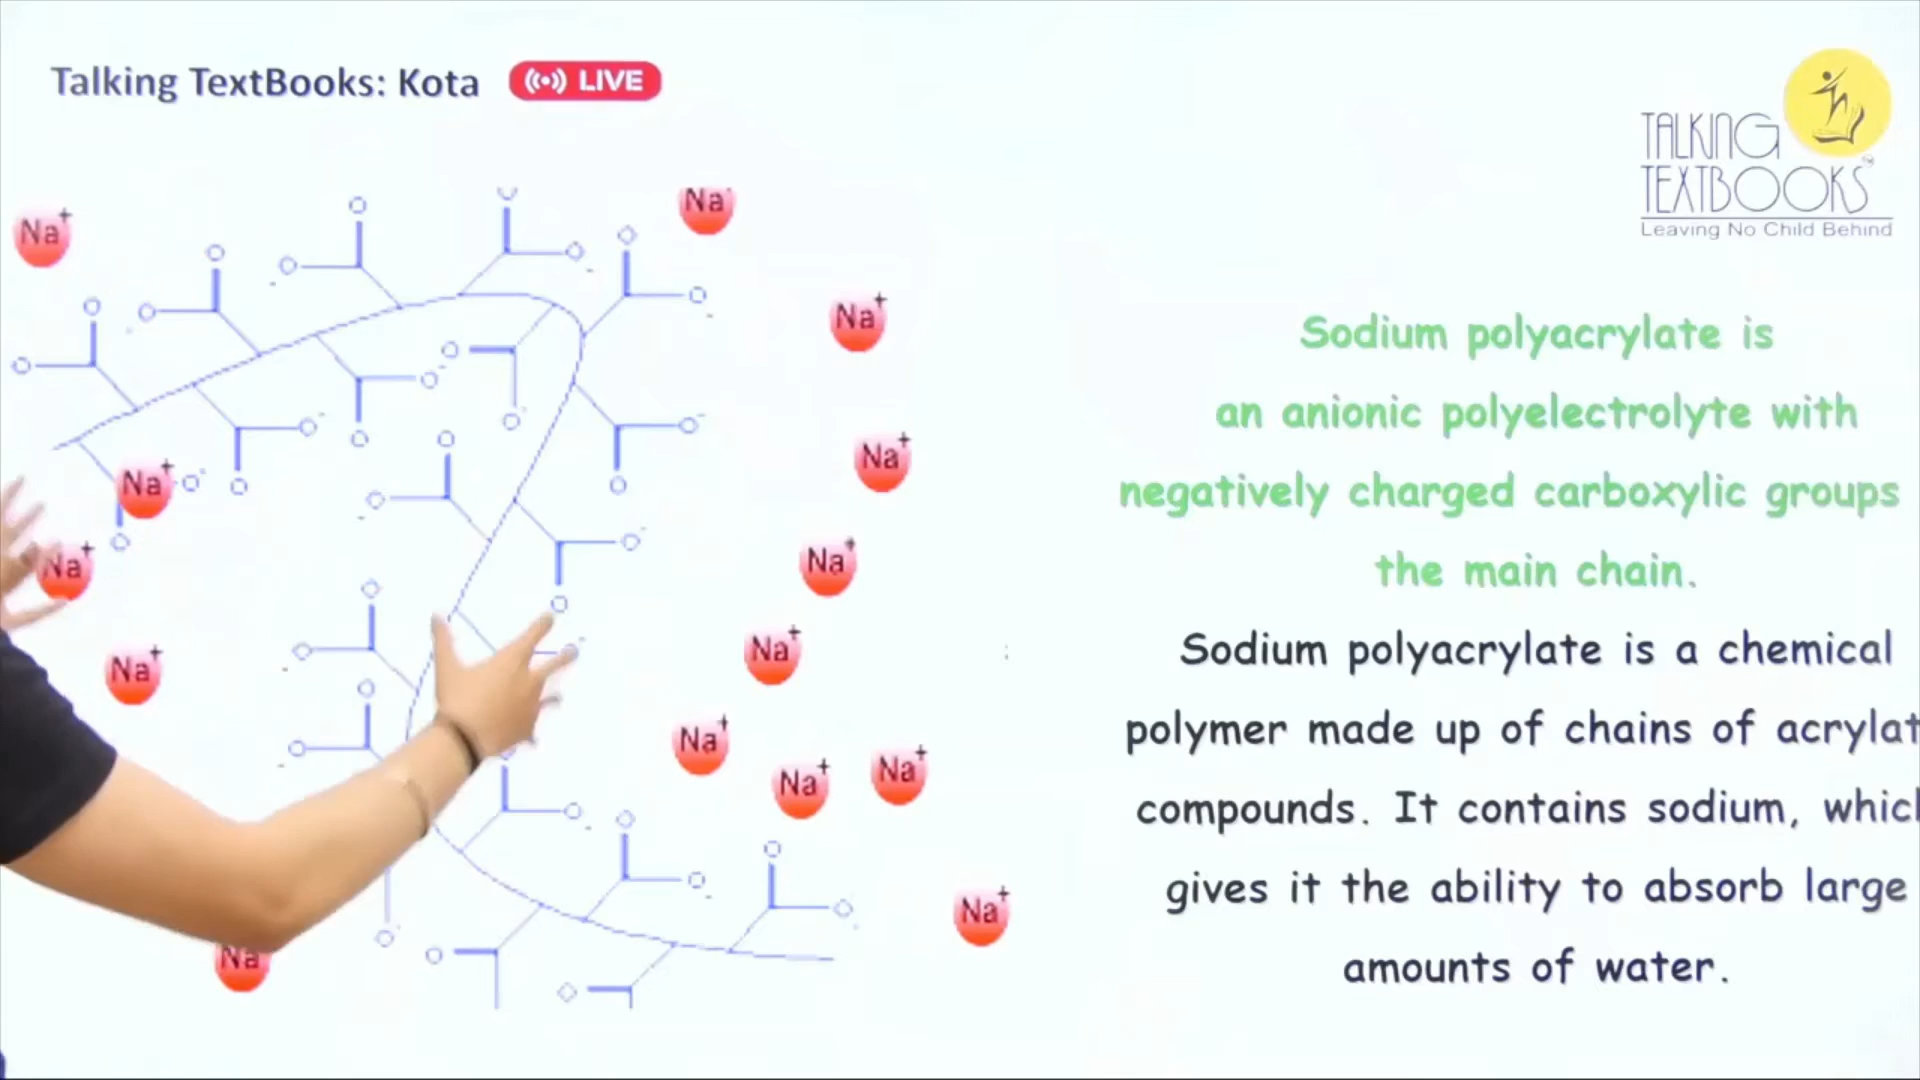 Talking TextBooks: Kota
LIVE
TALKING
TEXTBOOKS
Leaving No Child Behind
Na+
Na+
Na+
Na+
Na+
Na+
Na+
Na+
Na+
Na+
Na+
Na+
Na+
Na
Sodium polyacrylate is
an anionic polyelectrolyte with
negatively charged carboxylic groups
the main chain.
Sodium polyacrylate is a chemical
polymer made up of chains of acrylat
compounds. It contains sodium, which
gives it the ability to absorb large
amounts of water.